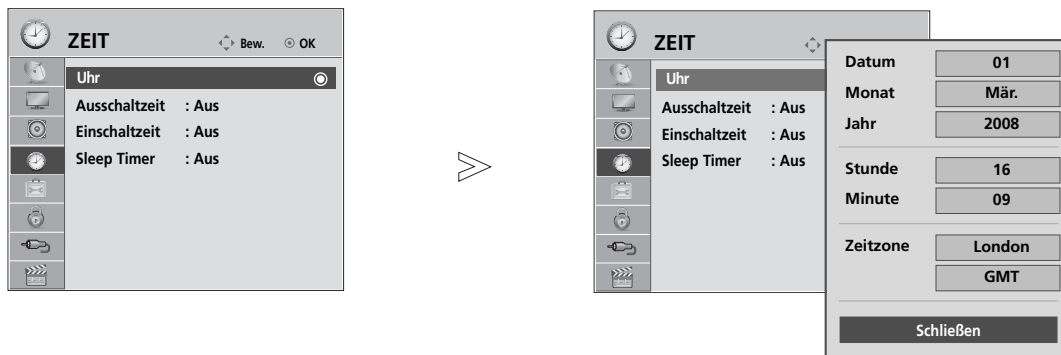 ZEIT Bew. OK
Uhr
Ausschaltzeit : Aus
Einschaltzeit : Aus
Sleep Timer : Aus
ZEIT
Uhr
Ausschaltzeit : Aus
Einschaltzeit : Aus
Sleep Timer : Aus
Datum 01
Monat Mär.
Jahr 2008
Stunde 16
Minute 09
Zeitzone London
GMT
Schließen